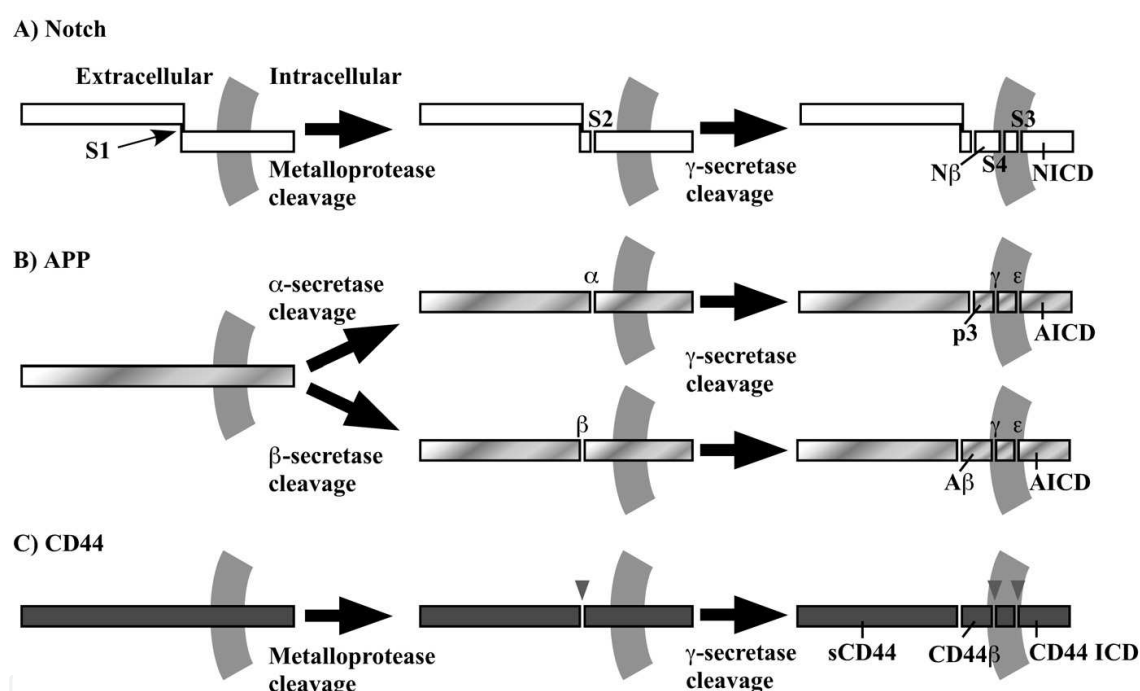 A) Notch
Extracellular
Intracellular
S1
Metalloprotease
cleavage
S2
γ-secretase
cleavage
S3
Nβ
S4
NICD
B) APP
α-secretase
cleavage
β-secretase
cleavage
α
γ-secretase
cleavage
γ
ε
p3
AICD
β
γ
ε
Aβ
AICD
C) CD44
Metalloprotease
cleavage
γ-secretase
cleavage
sCD44
CD44β
CD44 ICD